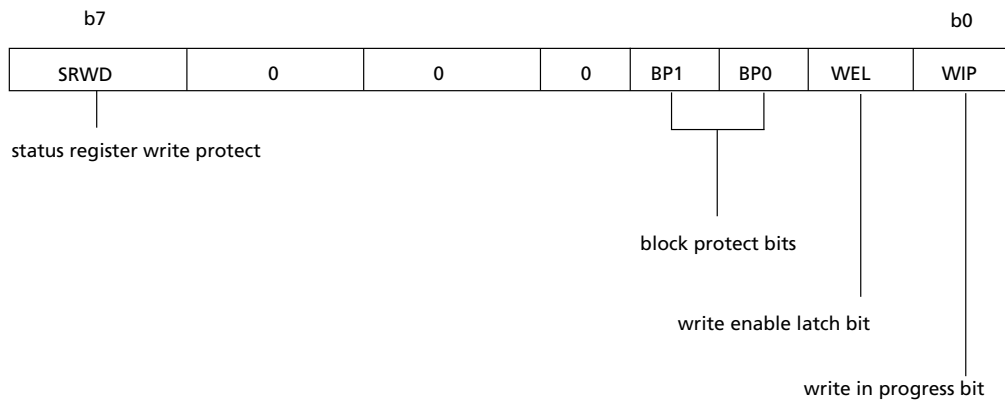 b7 b0
SRWD 0 0 0 BP1 BP0 WEL WIP
status register write protect
block protect bits
write enable latch bit
write in progress bit